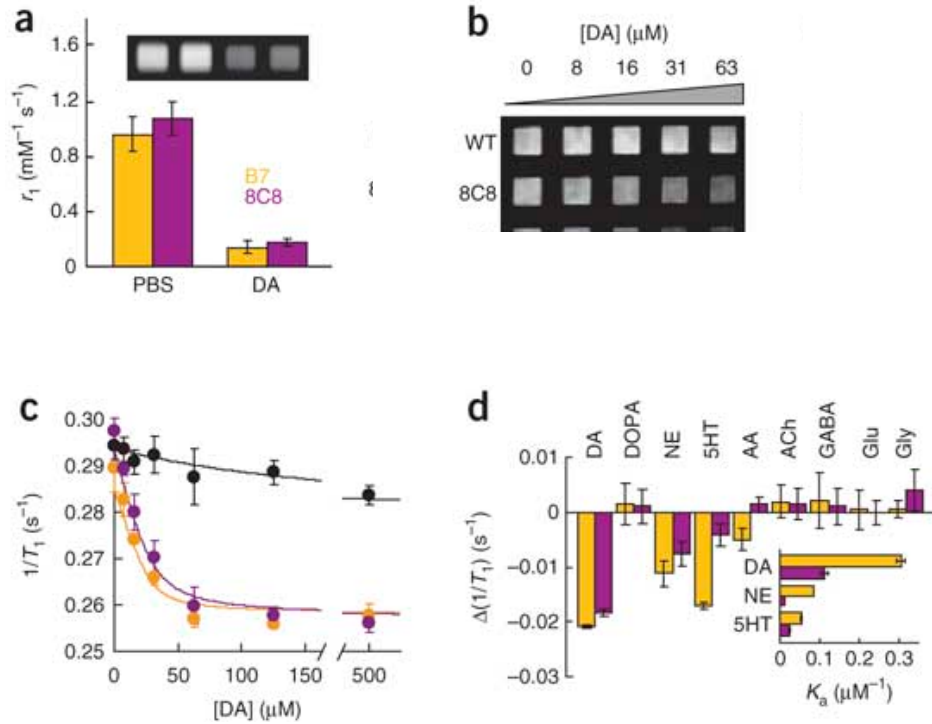 a
1.6
1.2
0.8
0.4
0
r₁ (mM⁻¹ s⁻¹)
B7
8C8
PBS DA
b
[DA] (µM)
0 8 16 31 63
WT
8C8
c
0.30
0.29
0.28
0.27
0.26
0.25
1/T₁ (s⁻¹)
0 50 100 150 500
[DA] (µM)
d
DA DOPA NE 5HT AA ACh GABA Glu Gly
0.01
0
−0.01
−0.02
−0.03
Δ(1/T₁) (s⁻¹)
DA
NE
5HT
0 0.1 0.2 0.3
Kₐ (µM⁻¹)